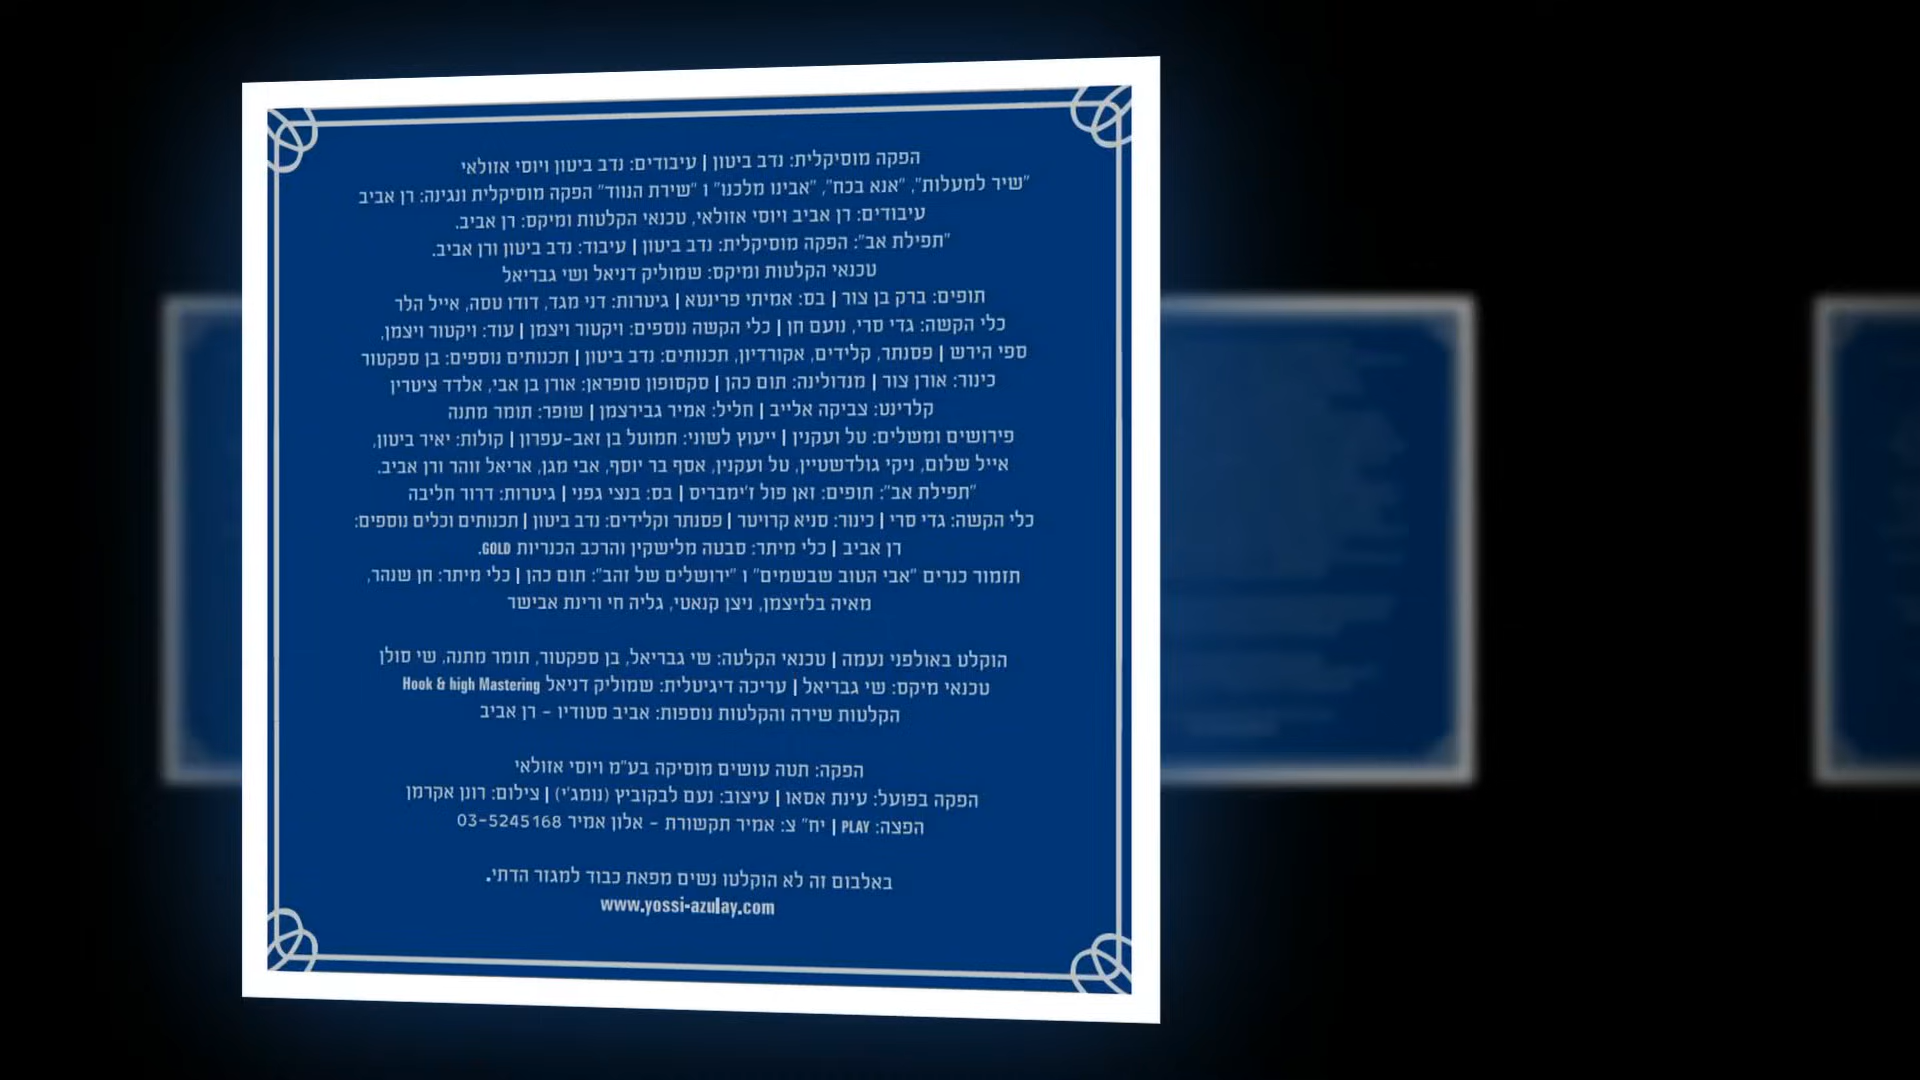 הפקה מוסיקלית: נדב ביטון | עיבודים: נדב ביטון ויוסי אזולאי
"שיר למעלות", "אנא בכח", "אבינו מלכנו" ו "שירת הנווד" הפקה מוסיקלית ונגינה: רן אביב
עיבודים: רן אביב ויוסי אזולאי, טכנאי הקלטות ומיקס: רן אביב.
"תפילת אב": הפקה מוסיקלית: נדב ביטון | עיבוד: נדב ביטון ורן אביב.
טכנאי הקלטות ומיקס: שמוליק דניאל ושי גבריאל
תופים: ברק בן צור | בס: אמיתי פרינטא | גיטרות: דני מגד, דודו טסה, אייל הלר
כלי הקשה: גדי סרי, נועם חן | כלי הקשה נוספים: ויקטור ויצמן | עוד: ויקטור ויצמן,
ספי הירש | פסנתר, קלידים, אקורדיון, תכנותים: נדב ביטון | תכנותים נוספים: בן ספקטור
כינור: אורן צור | מנדולינה: תום כהן | סקסופון סופראן: אורן בן אבי, אלדד ציטרין
קלרינט: צביקה אלייב | חליל: אמיר גבירצמן | שופר: תומר מתנה
פירושים ומשלים: טל ועקנין | ייעוץ לשוני: חמוטל בן זאב-עפרון | קולות: יאיר ביטון,
אייל שלום, ניקי גולדשטיין, טל ועקנין, אסף בר יוסף, אבי מגן, אריאל זוהר ורן אביב.
"תפילת אב": תופים: זאן פול ז'ימבריס | בס: בנצי גפני | גיטרות: דרור חליבה
כלי הקשה: גדי סרי | כינור: סניא קרויטר | פסנתר וקלידים: נדב ביטון | תכנותים וכלים נוספים:
רן אביב | כלי מיתר: סבטה מלישקין והרכב הכנריות GOLD.
תזמור כנרים "אבי הטוב שבשמים" ו "ירושלים של זהב": תום כהן | כלי מיתר: חן שנהר,
מאיה בלזיצמן, ניצן קנאטי, גליה חי ורינת אבישר
הוקלט באולפני נעמה | טכנאי הקלטה: שי גבריאל, בן ספקטור, תומר מתנה, שי סולן
טכנאי מיקס: שי גבריאל | עריכה דיגיטלית: שמוליק דניאל Hook & high Mastering
הקלטות שירה והקלטות נוספות: אביב סטודיו - רן אביב
הפקה: תטה עושים מוסיקה בע"מ ויוסי אזולאי
הפקה בפועל: עינת אסאו | עיצוב: נעם לבקוביץ (נומג'י) | צילום: רונן אקרמן
הפצה: PLAY | יח" צ: אמיר תקשורת - אלון אמיר 03-5245168
באלבום זה לא הוקלטו נשים מפאת כבוד למגזר הדתי.
www.yossi-azulay.com